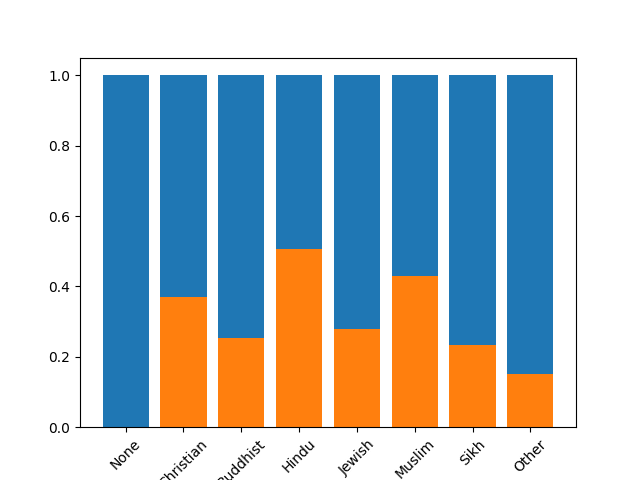 1.0
0.8
0.6
0.4
0.2
0.0
None
Christian
Buddhist
Hindu
Jewish
Muslim
Sikh
Other